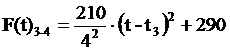 F(t)₃₋₄ = 210/4² · (t-t₃)² + 290